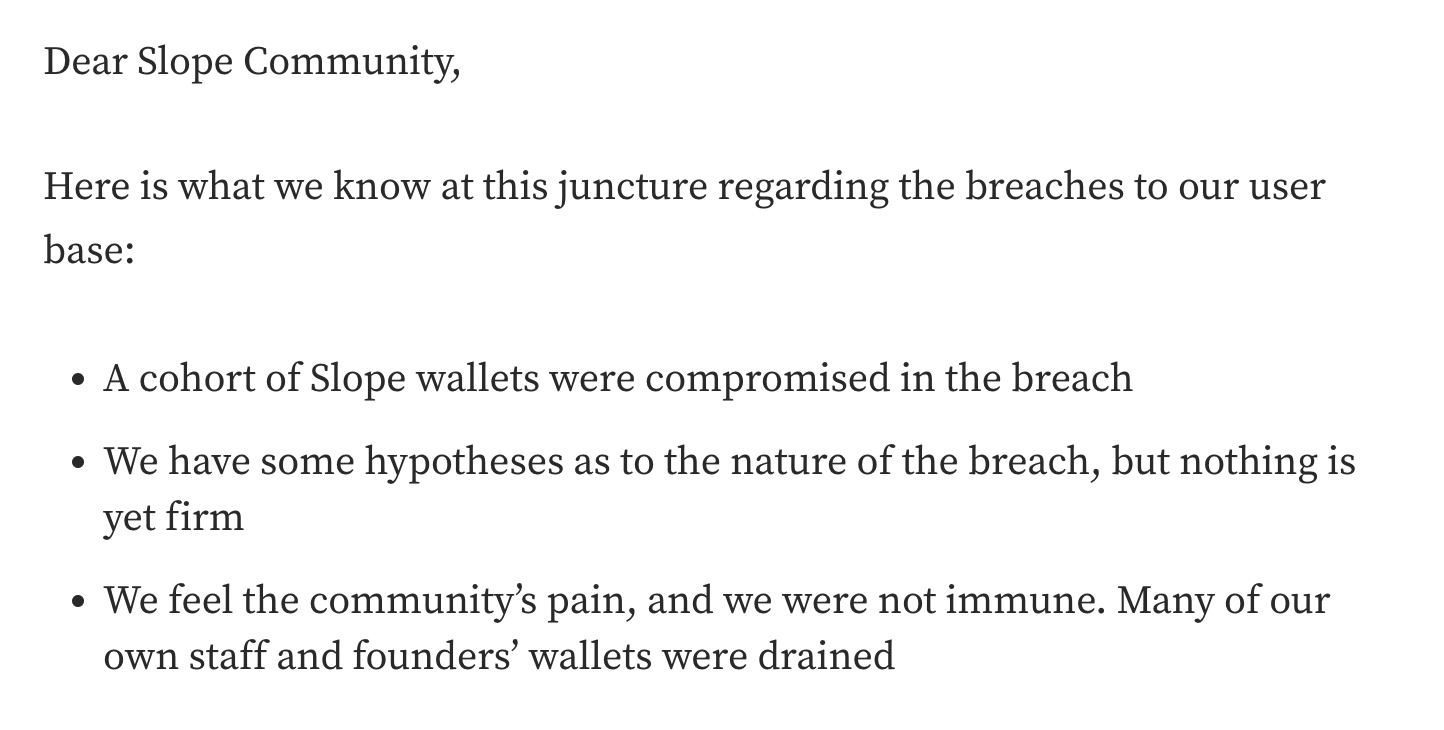 Dear Slope Community,
Here is what we know at this juncture regarding the breaches to our user
base:
• A cohort of Slope wallets were compromised in the breach
• We have some hypotheses as to the nature of the breach, but nothing is
yet firm
• We feel the community’s pain, and we were not immune. Many of our
own staff and founders’ wallets were drained